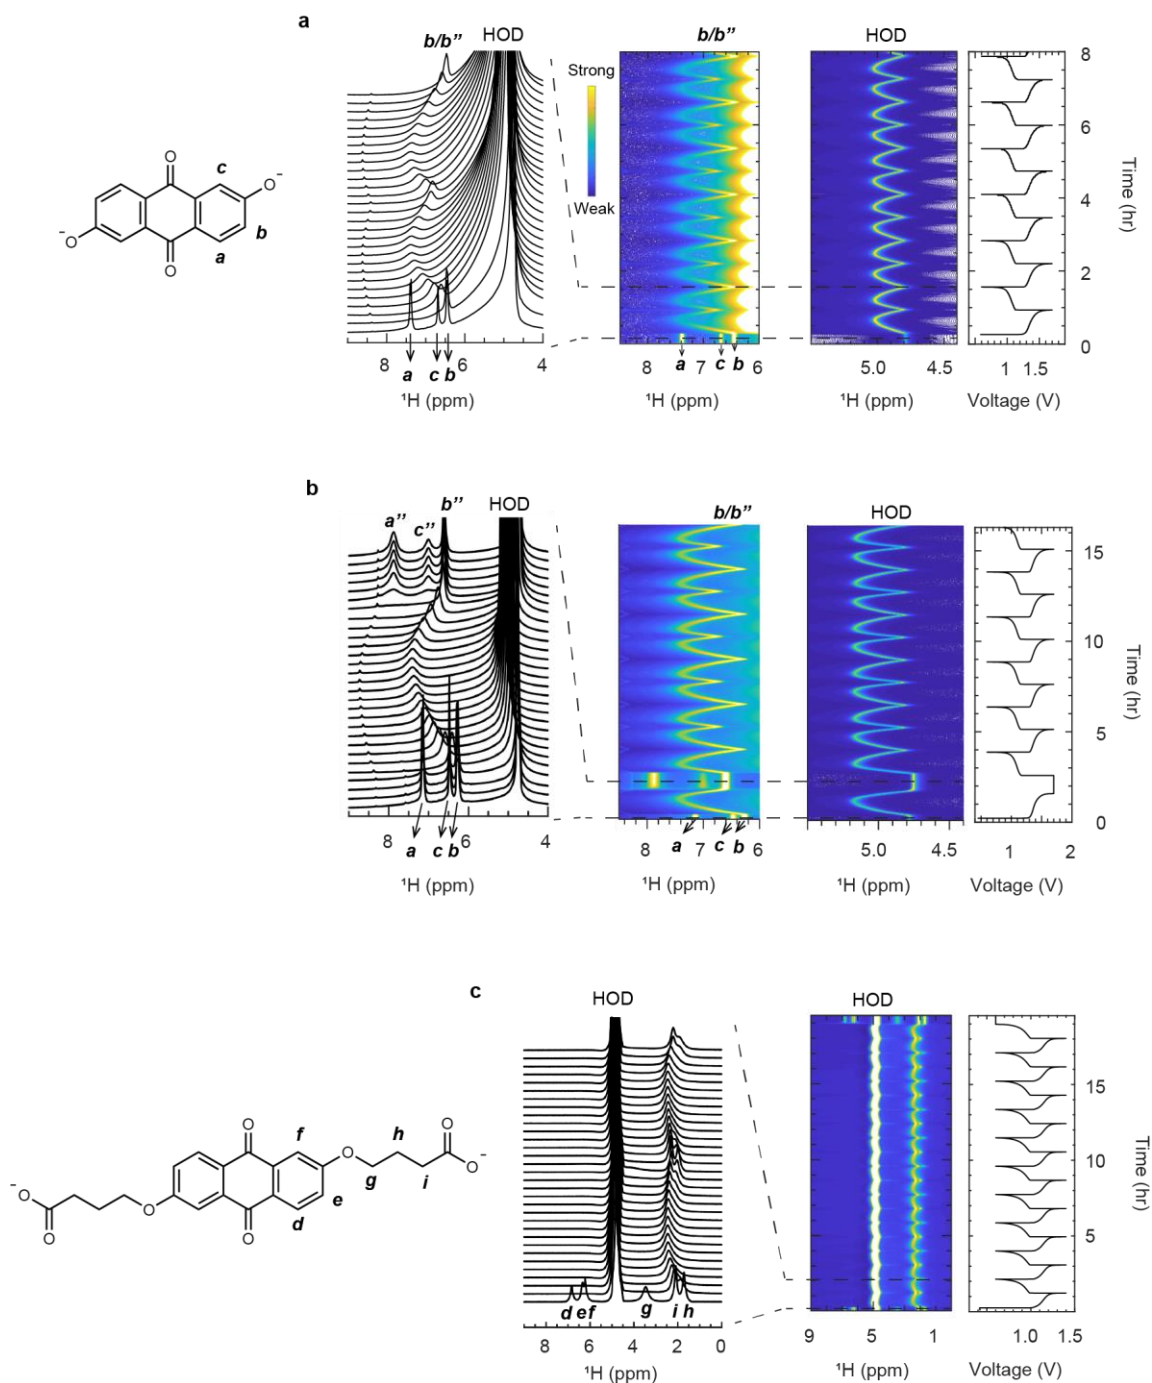 a
b/b” HOD b/b” HOD
Strong
Weak
O
O⁻
⁻O
O
c
b
a
8 6 4
a c b
¹H (ppm)
8 7 6
a c b
¹H (ppm)
5.0 4.5
¹H (ppm)
1 1.5
Voltage (V)
8
6
4
2
0
Time (hr)
b
a” c” b” HOD b/b” HOD
8 6 4
a c b
¹H (ppm)
8 7 6
a c b
¹H (ppm)
5.0 4.5
¹H (ppm)
1 2
Voltage (V)
15
10
5
0
Time (hr)
c
HOD HOD
O
O
O
O⁻
⁻O
O
O
O
f
h
g
i
e
d
d e f g i h
8 6 4 2 0
¹H (ppm)
9 5 1
¹H (ppm)
1.0 1.5
Voltage (V)
15
10
5
Time (hr)